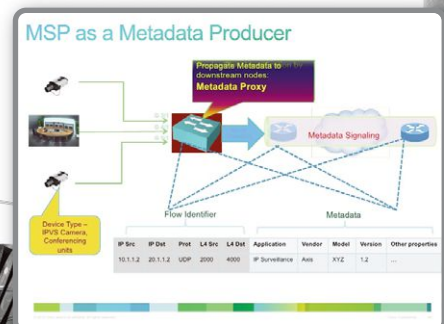 MSP as a Metadata Producer
Propagate Metadata to
downstream nodes:
Metadata Proxy
Metadata Signaling
Device Type –
IPVS Camera,
Conferencing
units
Flow Identifier
Metadata
IP Src IP Dst Prot L4 Src L4 Dst Application Vendor Model Version Other properties
10.1.1.2 20.1.1.2 UDP 2000 4000 IP Surveillance Axis XYZ 1.2 ...